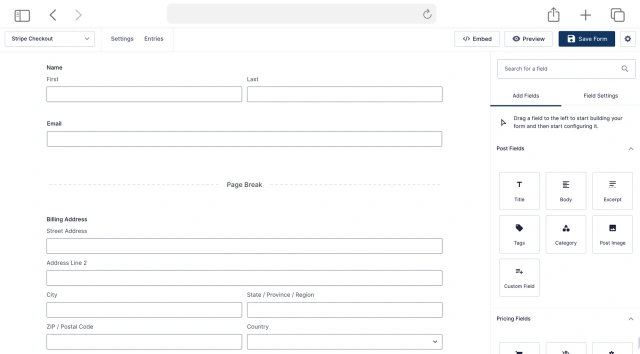 Stripe Checkout
Settings
Entries
</> Embed
Preview
Save Form
Name
First
Last
Email
Page Break
Billing Address
Street Address
Address Line 2
City
State / Province / Region
ZIP / Postal Code
Country
Search for a field
Add Fields
Field Settings
Drag a field to the left to start building your
form and then start configuring it.
Post Fields
Title
Body
Excerpt
Tags
Category
Post Image
Custom Field
Pricing Fields